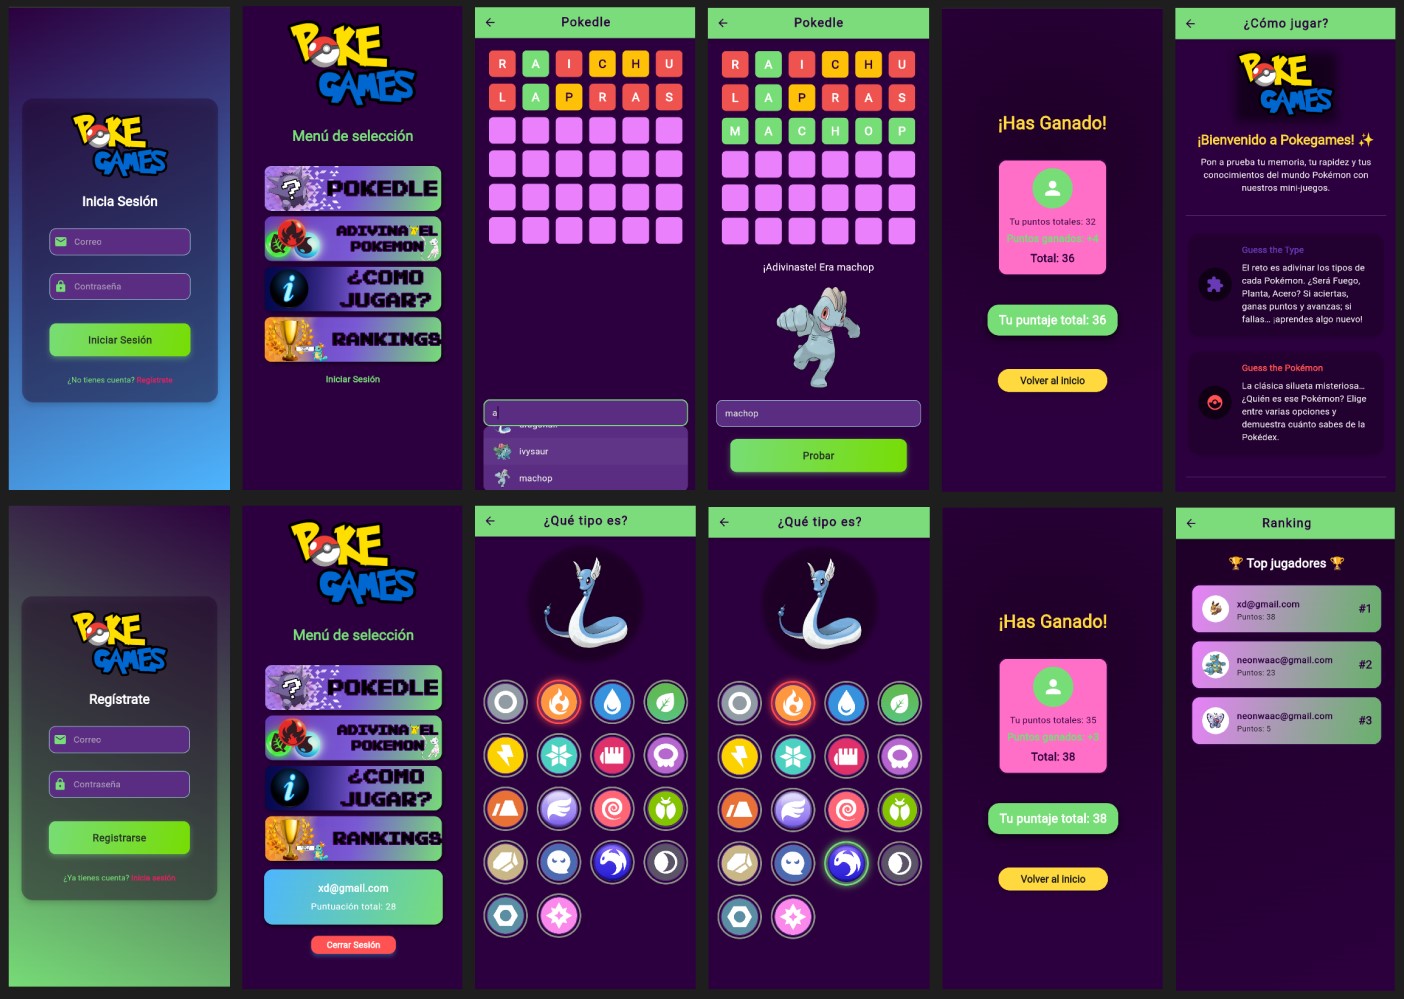 POKE
GAMES
Inicia Sesión
Correo
Contraseña
Iniciar Sesión
¿No tienes cuenta? Regístrate
POKE
GAMES
Menú de selección
POKEDLE
ADIVINA EL
POKEMON
¿COMO
JUGAR?
RANKINGS
Iniciar Sesión
Pokedle
R A I C H U
L A P R A S
a
ivysaur
machop
Pokedle
R A I C H U
L A P R A S
M A C H O P
¡Adivinaste! Era machop
machop
Probar
¡Has Ganado!
Tu puntos totales: 32
Puntos ganados: +4
Total: 36
Tu puntaje total: 36
Volver al inicio
¿Cómo jugar?
POKE
GAMES
¡Bienvenido a Pokegames! ✨
Pon a prueba tu memoria, tu rapidez y tus
conocimientos del mundo Pokémon con
nuestros mini-juegos.
Guess the Type
El reto es adivinar los tipos de
cada Pokémon. ¿Será Fuego,
Planta, Acero? Si aciertas,
ganas puntos y avanzas; si
fallas... ¡aprendes algo nuevo!
Guess the Pokémon
La clásica silueta misteriosa...
¿Quién es ese Pokémon? Elige
entre varias opciones y
demuestra cuánto sabes de la
Pokédex.
POKE
GAMES
Regístrate
Correo
Contraseña
Registrarse
¿Ya tienes cuenta? Inicia sesión
POKE
GAMES
Menú de selección
POKEDLE
ADIVINA EL
POKEMON
¿COMO
JUGAR?
RANKINGS
xd@gmail.com
Puntuación total: 28
Cerrar Sesión
¿Qué tipo es?
¿Qué tipo es?
¡Has Ganado!
Tu puntos totales: 35
Puntos ganados: +3
Total: 38
Tu puntaje total: 38
Volver al inicio
Ranking
🏆 Top jugadores 🏆
xd@gmail.com
Puntos: 38
#1
neonwaac@gmail.com
Puntos: 23
#2
neonwaac@gmail.com
Puntos: 5
#3